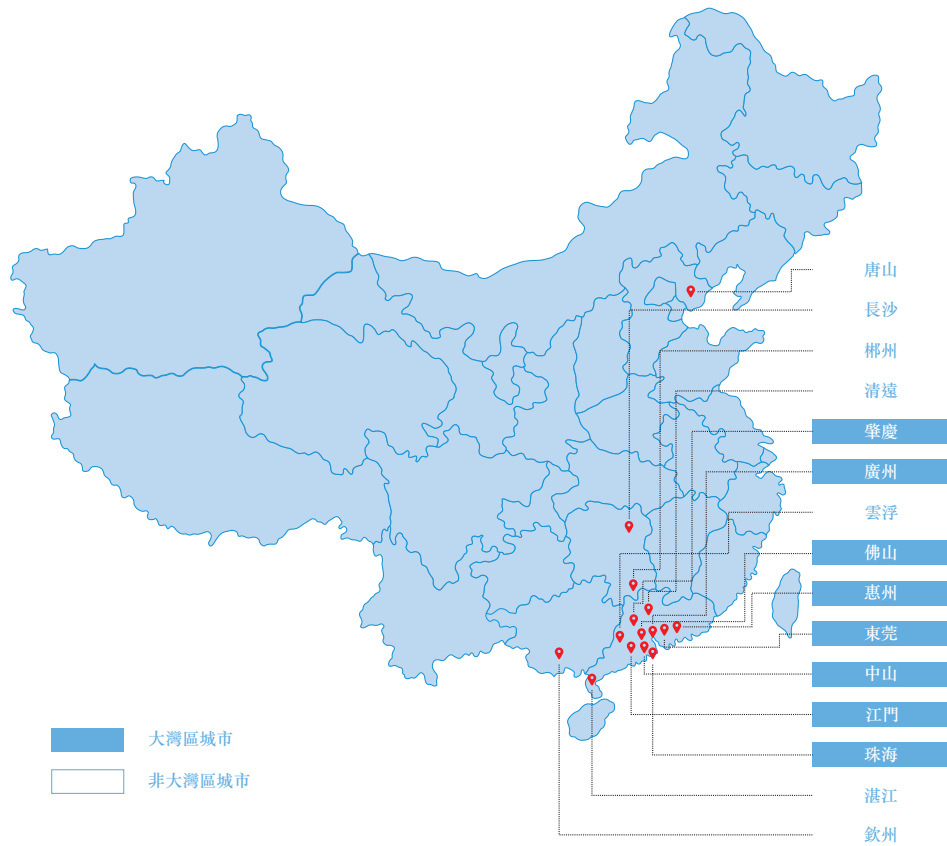 唐山
長沙
郴州
清遠
肇慶
廣州
雲浮
佛山
惠州
東莞
中山
江門
珠海
湛江
欽州
大灣區城市
非大灣區城市